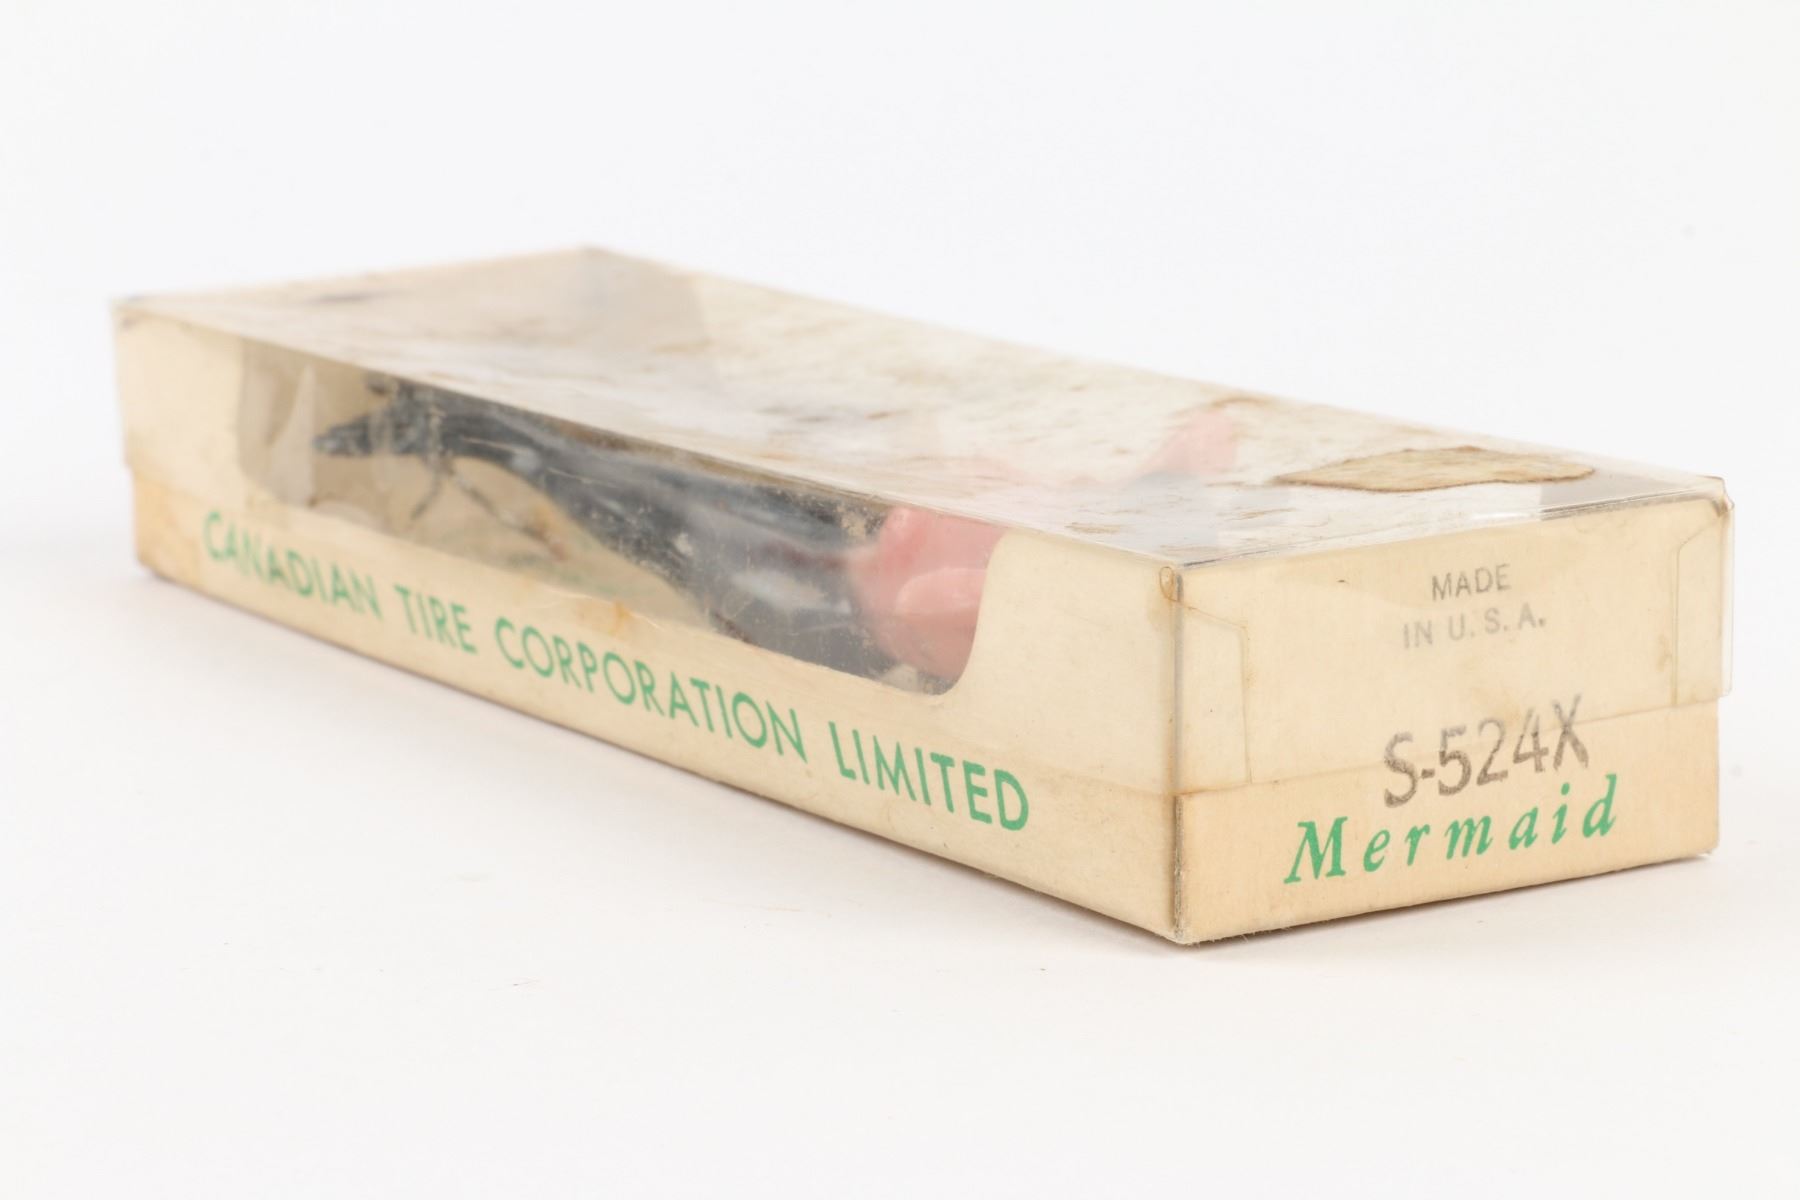 CANADIAN TIRE CORPORATION LIMITED
MADE
IN U.S.A.
S-524X
Mermaid